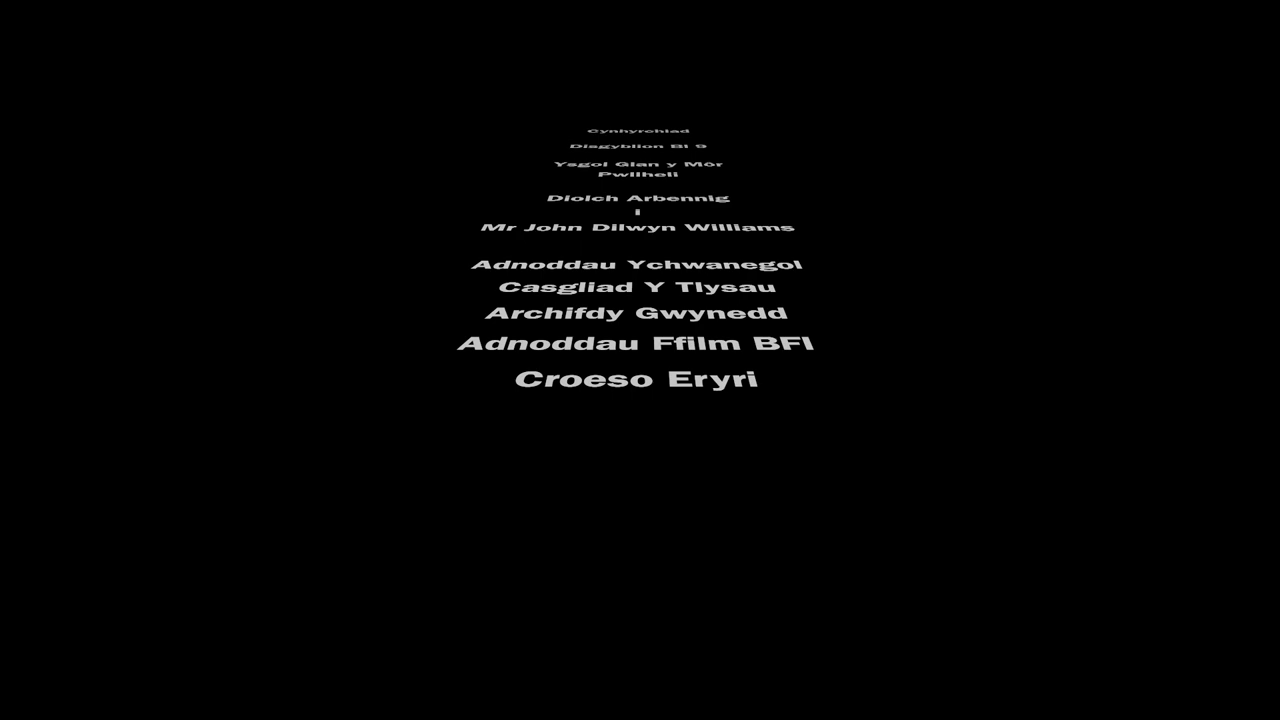 Cynhyrchiad
Disgyblion Bl 9
Ysgol Glan y Môr
Pwllheli
Diolch Arbennig
i
Mr John Dilwyn Williams
Adnoddau Ychwanegol
Casgliad Y Tlysau
Archifdy Gwynedd
Adnoddau Ffilm BFI
Croeso Eryri